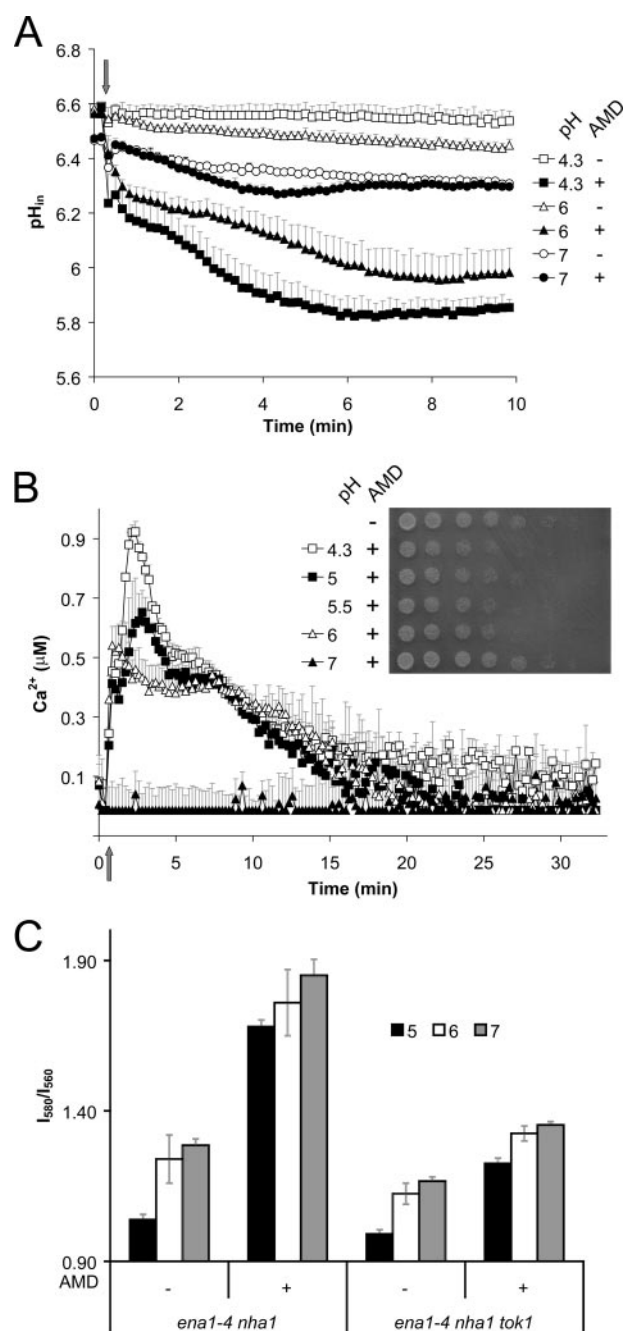 A
6.8
6.6
6.4
6.2
6
5.8
5.6
pHin
0 2 4 6 8 10
Time (min)
pH AMD
4.3 -
4.3 +
6 -
6 +
7 -
7 +
B
pH AMD
-
4.3 +
5 +
5.5 +
6 +
7 +
0.9
0.7
0.5
0.3
0.1
Ca2+ (μM)
0 5 10 15 20 25 30
Time (min)
C
1.90
1.40
0.90
I580/I560
5 6 7
AMD - + - +
ena1-4 nha1 ena1-4 nha1 tok1